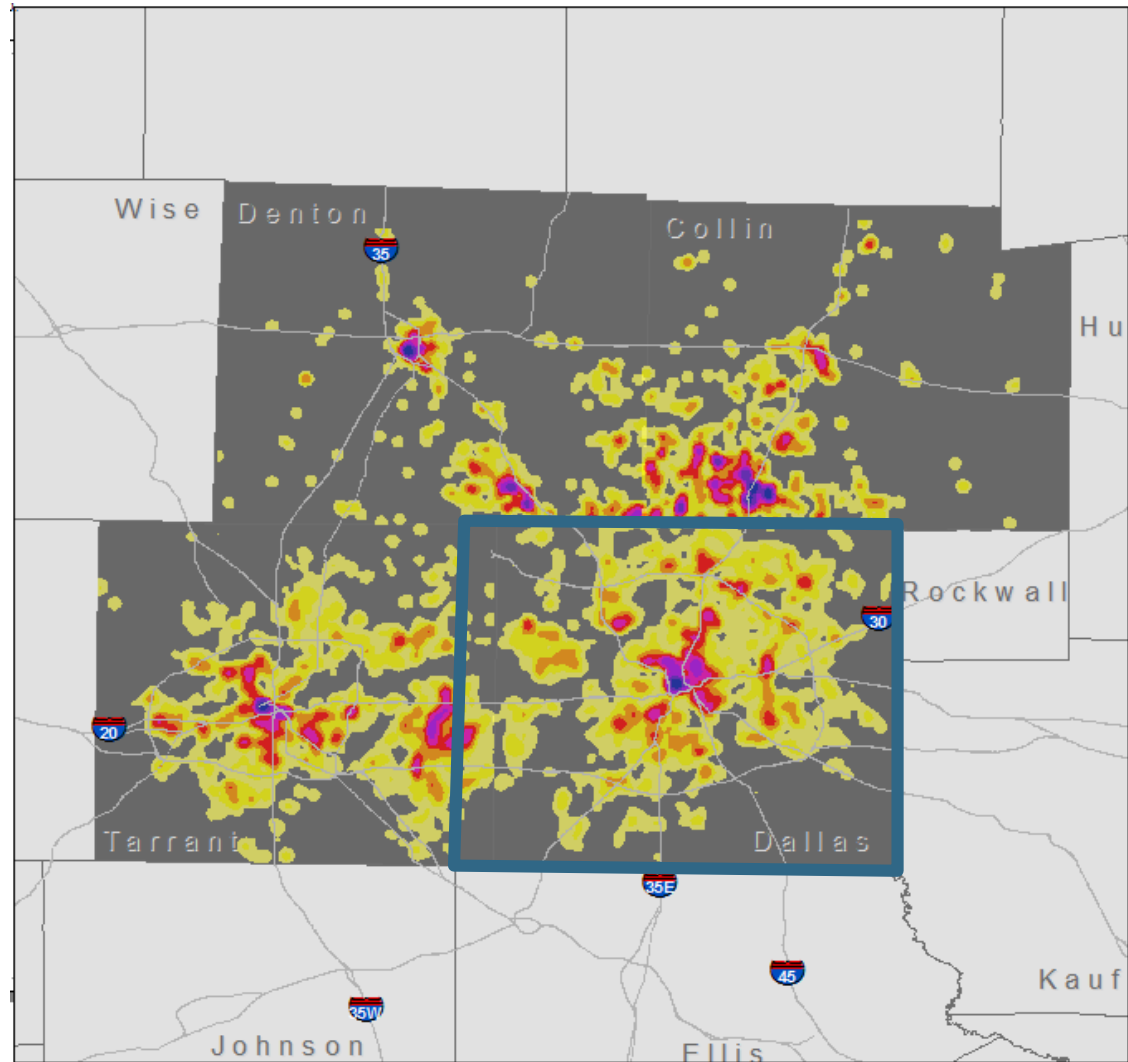 Wise
Denton
Collin
35
Hu
Rockwall
30
20
Tarrant
Dallas
35E
45
Kauf
35W
Johnson
Ellis